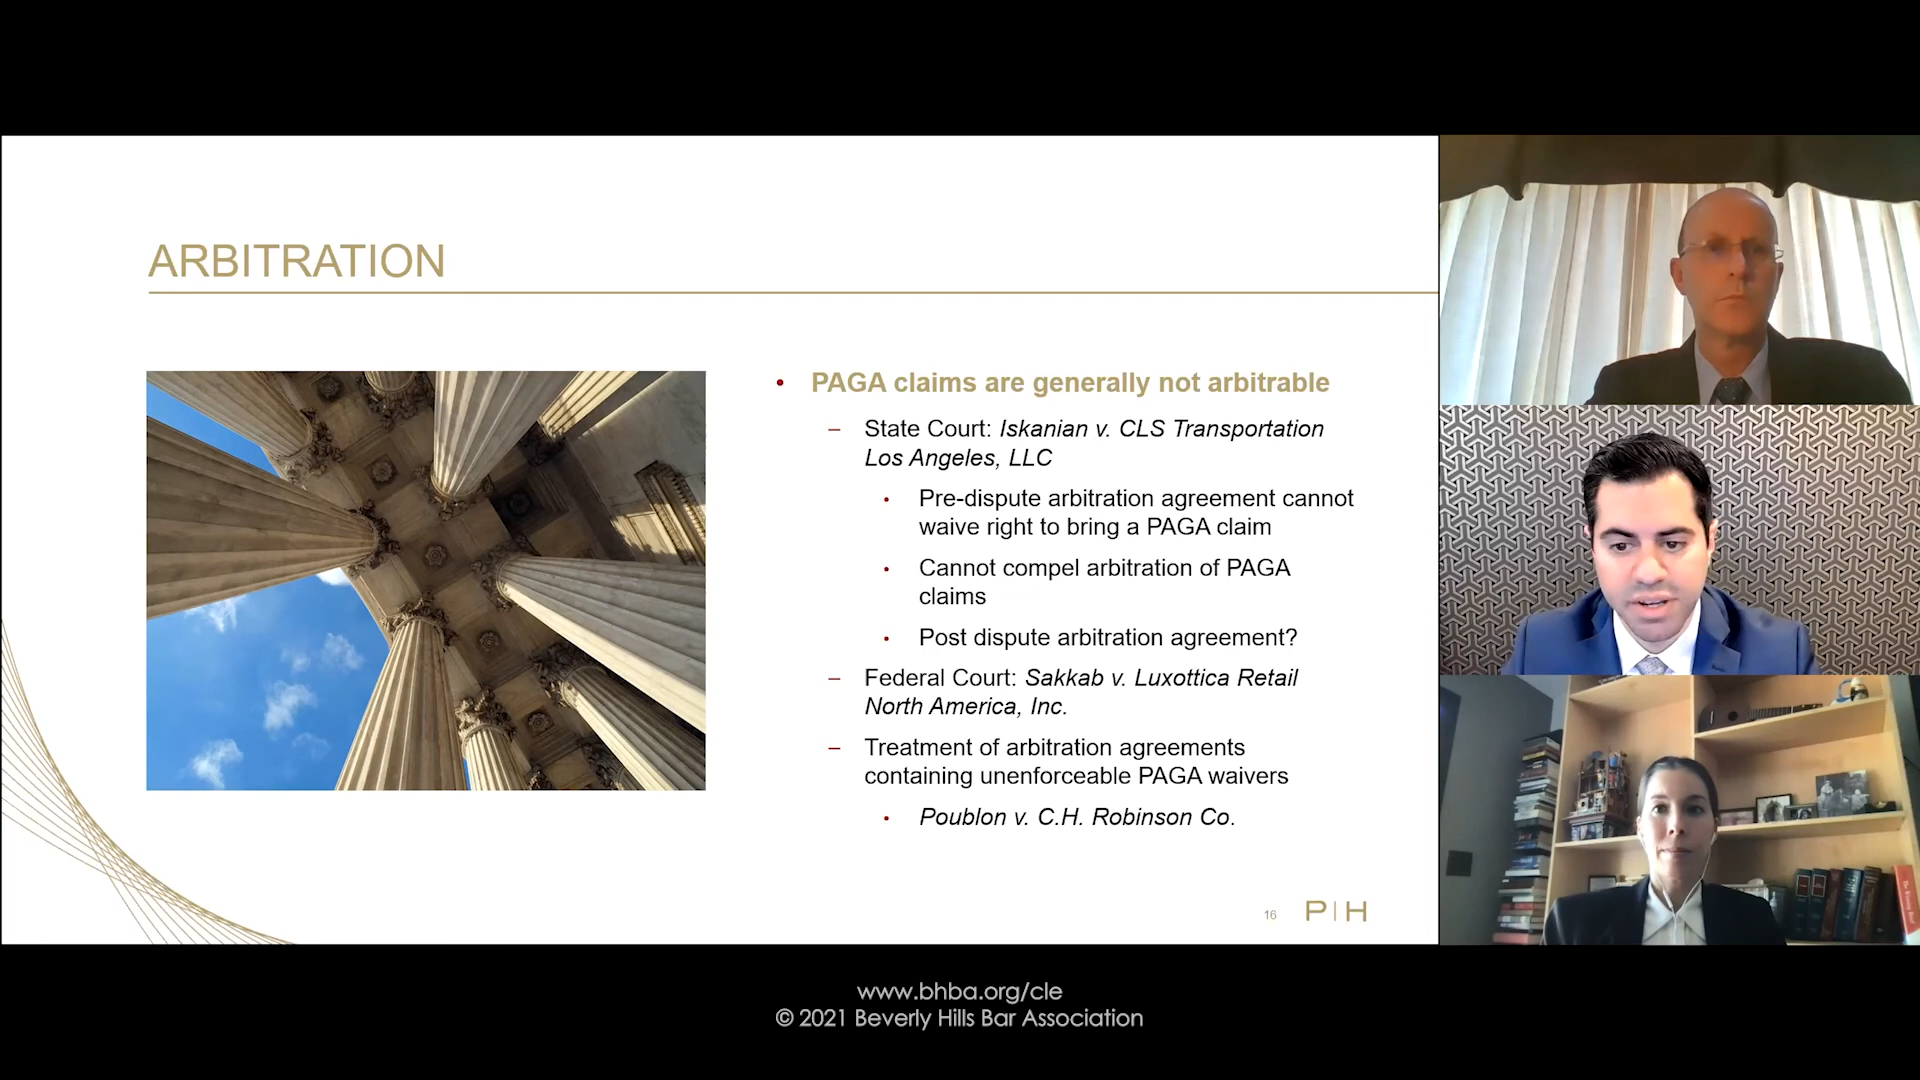 ARBITRATION
• PAGA claims are generally not arbitrable
– State Court: Iskanian v. CLS Transportation
Los Angeles, LLC
• Pre-dispute arbitration agreement cannot
waive right to bring a PAGA claim
• Cannot compel arbitration of PAGA
claims
• Post dispute arbitration agreement?
– Federal Court: Sakkab v. Luxottica Retail
North America, Inc.
– Treatment of arbitration agreements
containing unenforceable PAGA waivers
• Poublon v. C.H. Robinson Co.
16
P|H
www.bhba.org/cle
© 2021 Beverly Hills Bar Association